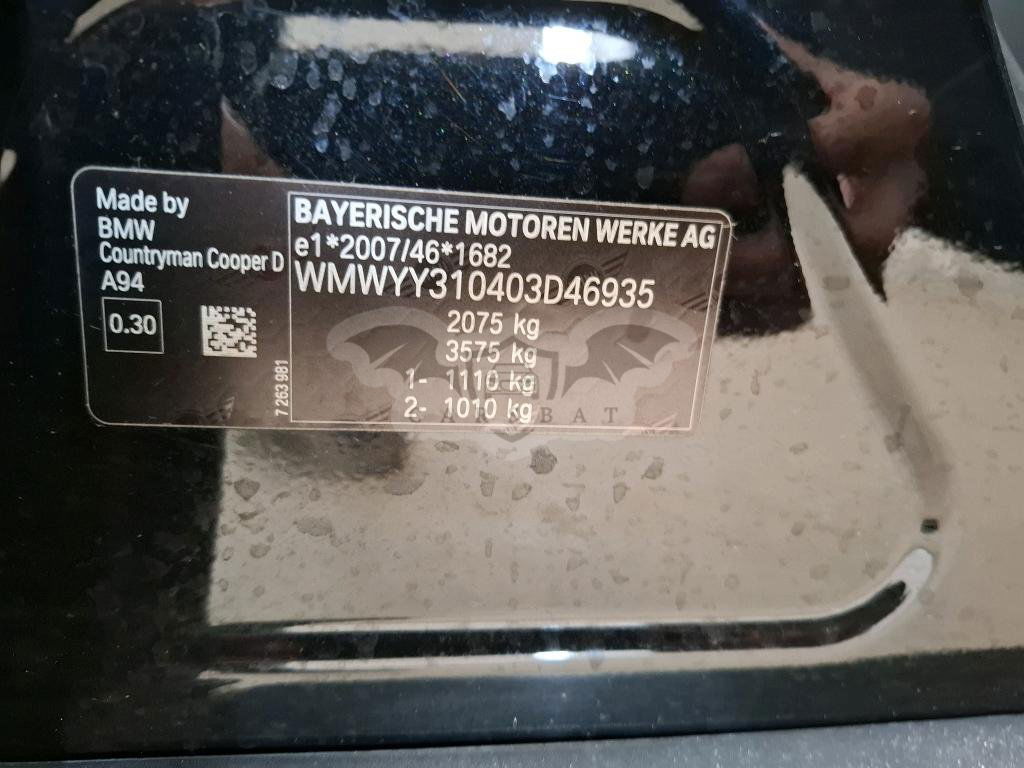 Made by
BMW
Countryman Cooper D
A94
0.30
7 263 981
BAYERISCHE MOTOREN WERKE AG
e1*2007/46*1682
WMWYY310403D46935
2075 kg
3575 kg
1- 1110 kg
2- 1010 kg
CARSBAT